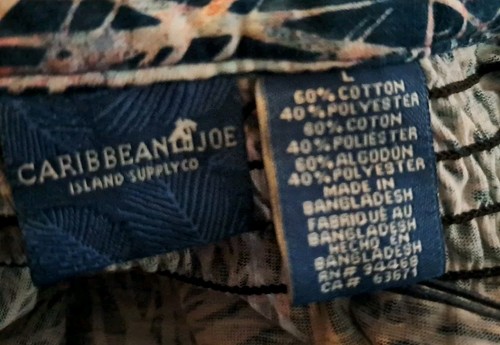 CARIBBEAN JOE
ISLAND SUPPLY CO
L
60% COTTON
40% POLYESTER
60% COTON
40% POLIESTER
60% ALGODON
40% POLYESTER
MADE IN
BANGLADESH
FABRIQUE AU
BANGLADESH
HECHO EN
BANGLADESH
RN# 94468
CA# 63671